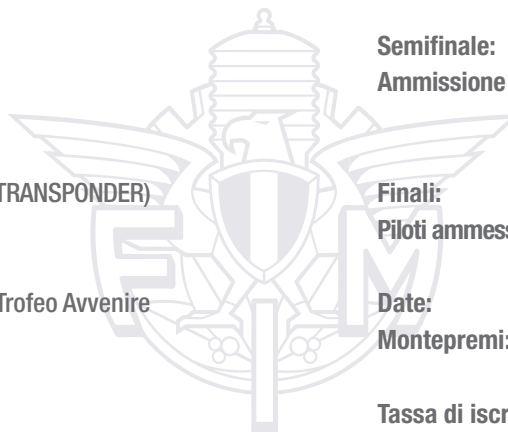 Semifinale:
Ammissione
TRANSPONDER)
Finali:
Piloti ammess
Trofeo Avvenire
Date:
Montepremi:
Tassa di iscr
F M